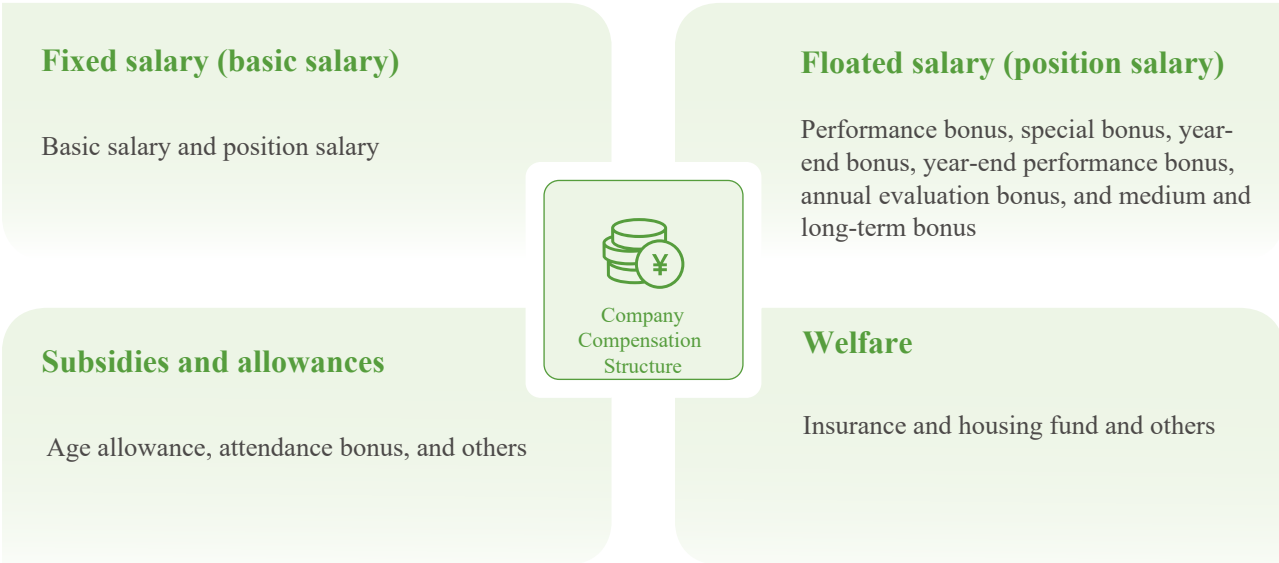 Fixed salary (basic salary)
Basic salary and position salary
Floated salary (position salary)
Performance bonus, special bonus, year-
end bonus, year-end performance bonus,
annual evaluation bonus, and medium and
long-term bonus
¥
Company
Compensation
Structure
Subsidies and allowances
Age allowance, attendance bonus, and others
Welfare
Insurance and housing fund and others